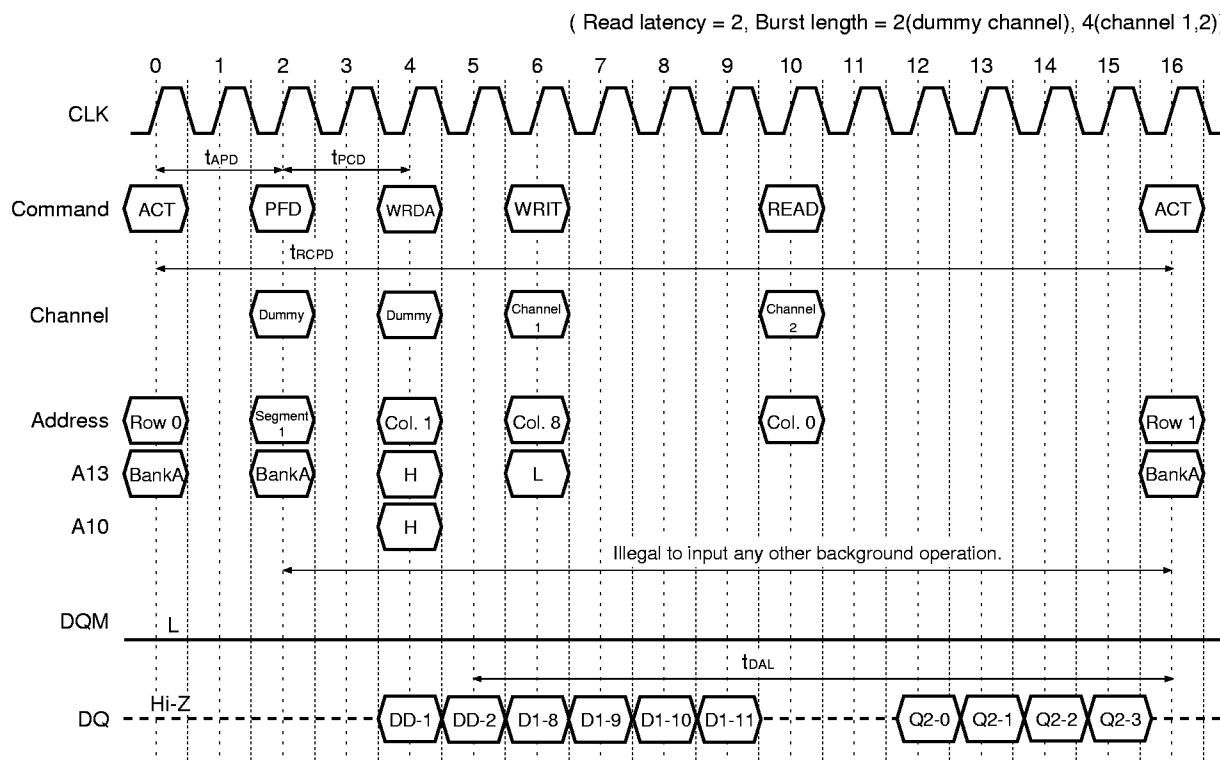 ( Read latency = 2, Burst length = 2(dummy channel), 4(channel 1,2)
0 1 2 3 4 5 6 7 8 9 10 11 12 13 14 15 16
CLK
tAPD tPCD
Command ACT PFD WRDA WRIT READ ACT
tRCPD
Channel Dummy Dummy Channel 1 Channel 2
Address Row 0 Segment 1 Col. 1 Col. 8 Col. 0 Row 1
A13 BankA BankA H L BankA
A10 H
Illegal to input any other background operation.
DQM L
tDAL
Hi-Z
DQ DD-1 DD-2 D1-8 D1-9 D1-10 D1-11 Q2-0 Q2-1 Q2-2 Q2-3